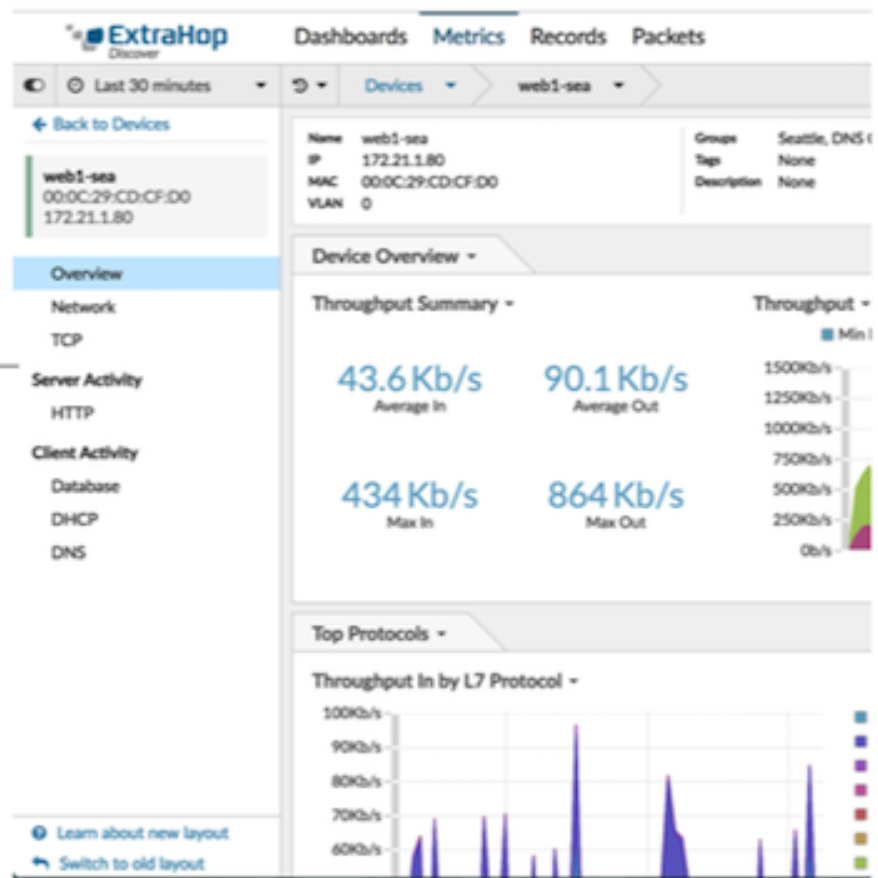 ExtraHop
Discover
Dashboards Metrics Records Packets
Last 30 minutes
Devices
web1-sea
Back to Devices
web1-sea
00:0C:29:CD:CF:D0
172.21.1.80
Overview
Network
TCP
Server Activity
HTTP
Client Activity
Database
DHCP
DNS
Learn about new layout
Switch to old layout
Name web1-sea
IP 172.21.1.80
MAC 00:0C:29:CD:CF:D0
VLAN 0
Groups Seattle, DNS
Tags None
Description None
Device Overview
Throughput Summary
43.6 Kb/s
Average In
90.1 Kb/s
Average Out
434 Kb/s
Max In
864 Kb/s
Max Out
Throughput
Min
1500Kb/s
1250Kb/s
1000Kb/s
750Kb/s
500Kb/s
250Kb/s
0b/s
Top Protocols
Throughput In by L7 Protocol
100Kb/s
90Kb/s
80Kb/s
70Kb/s
60Kb/s